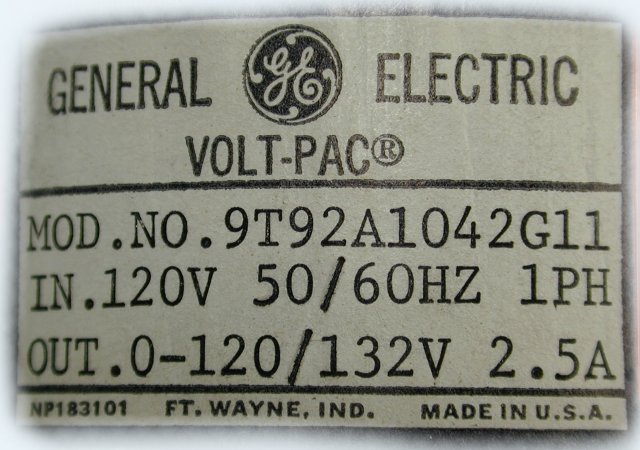 GENERAL GE ELECTRIC
VOLT-PAC®
MOD.NO.9T92A1042G11
IN.120V 50/60HZ 1PH
OUT.0-120/132V 2.5A
NP183101 FT. WAYNE, IND. MADE IN U.S.A.